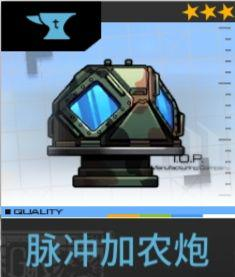 t
T.O.P.
Manufacturing Company
QUALITY
脉冲加农炮